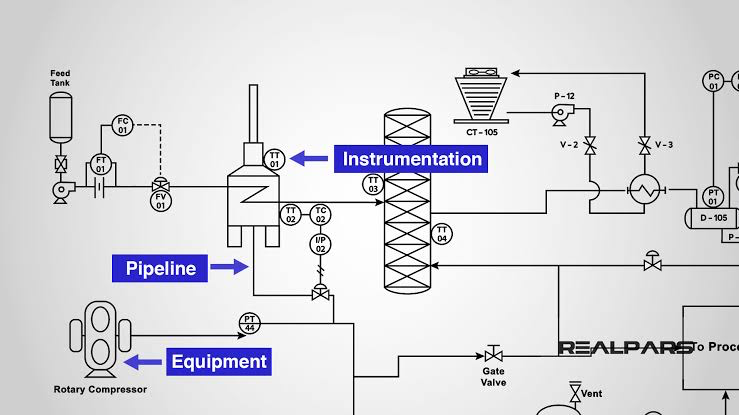 Feed
Tank
FC
01
FT
01
FV
01
TT
01
Instrumentation
TT
02
TC
02
I/P
02
TT
03
TT
04
CT-105
P-12
V-2
V-3
PC
01
PT
01
D-105
P-
Pipeline
PT
44
Equipment
Rotary Compressor
Gate
Valve
REALPARS
To Proce
Vent